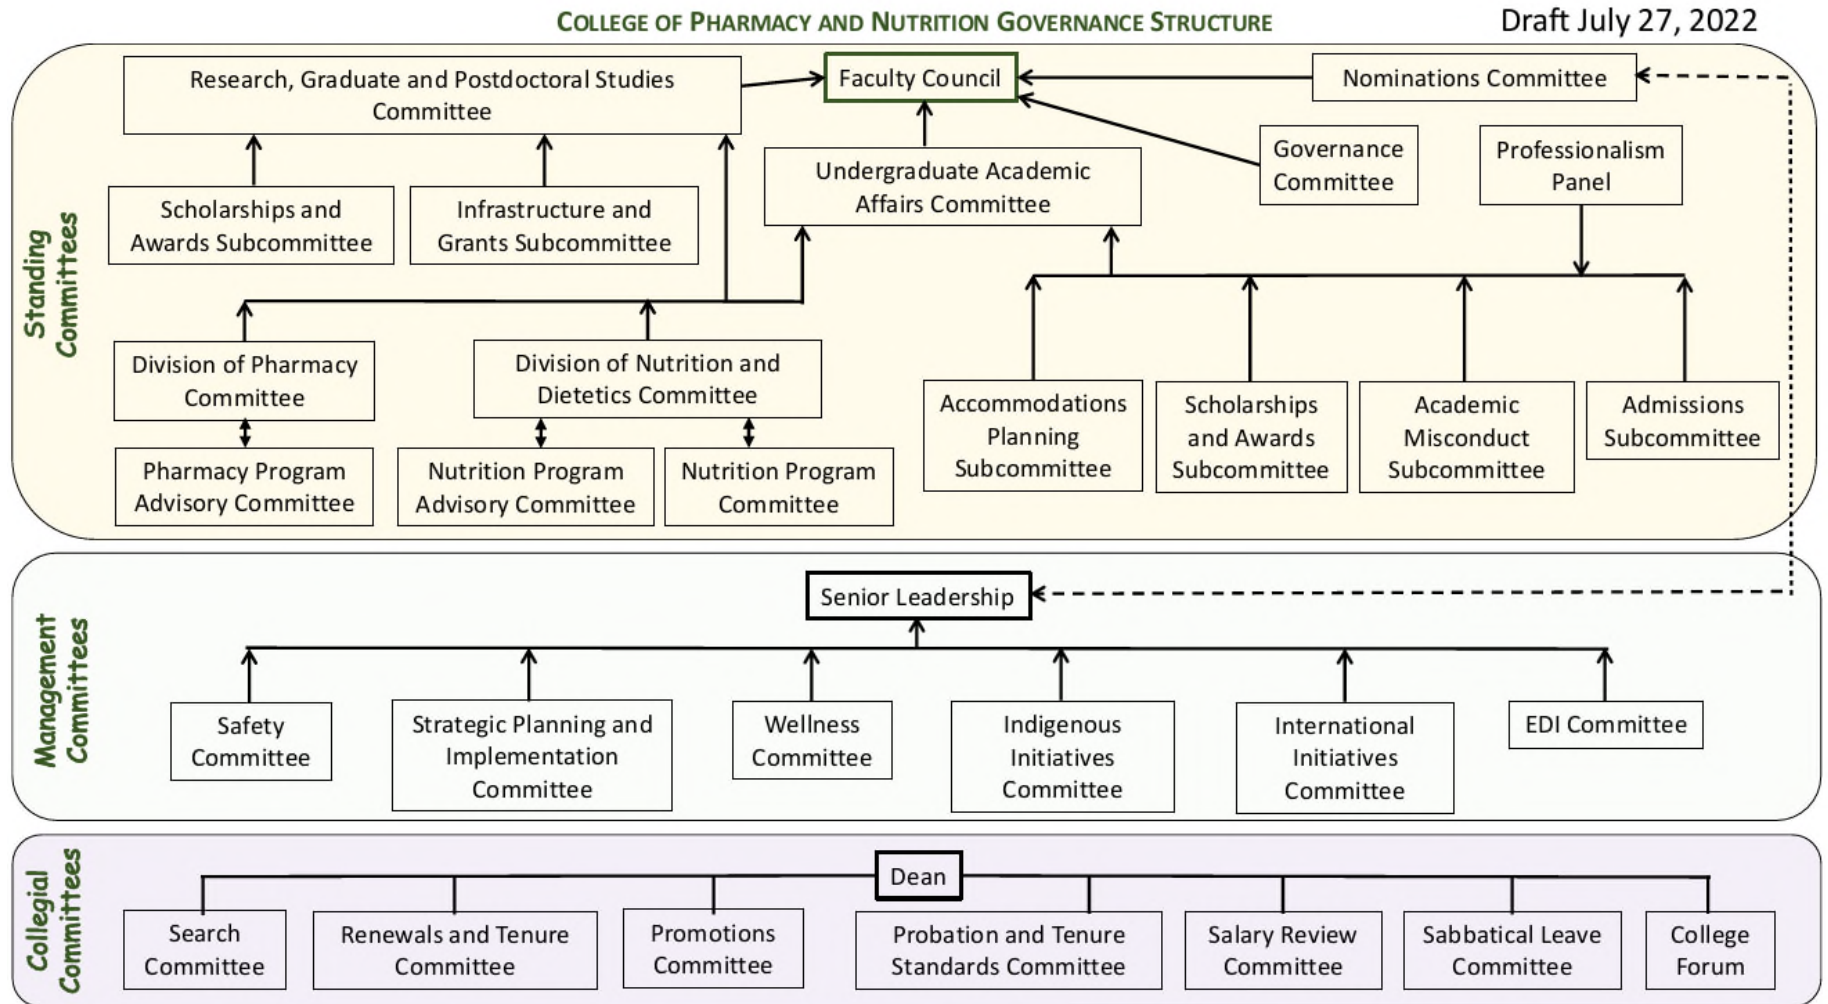 COLLEGE OF PHARMACY AND NUTRITION GOVERNANCE STRUCTURE
Draft July 27, 2022
Standing
Committees
Research, Graduate and Postdoctoral Studies
Committee
Faculty Council
Nominations Committee
Governance
Committee
Professionalism
Panel
Undergraduate Academic
Affairs Committee
Scholarships and
Awards Subcommittee
Infrastructure and
Grants Subcommittee
Division of Pharmacy
Committee
Division of Nutrition and
Dietetics Committee
Accommodations
Planning
Subcommittee
Scholarships
and Awards
Subcommittee
Academic
Misconduct
Subcommittee
Admissions
Subcommittee
Pharmacy Program
Advisory Committee
Nutrition Program
Advisory Committee
Nutrition Program
Committee
Management
Committees
Senior Leadership
Safety
Committee
Strategic Planning and
Implementation
Committee
Wellness
Committee
Indigenous
Initiatives
Committee
International
Initiatives
Committee
EDI Committee
Collegial
Committees
Dean
Search
Committee
Renewals and Tenure
Committee
Promotions
Committee
Probation and Tenure
Standards Committee
Salary Review
Committee
Sabbatical Leave
Committee
College
Forum